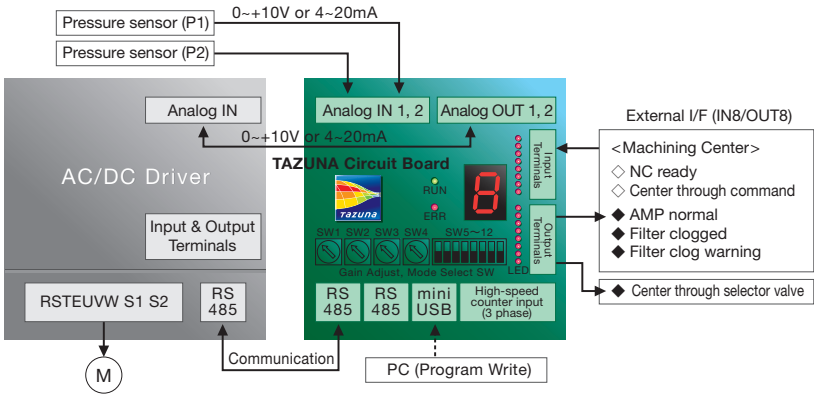 Pressure sensor (P1)
0~+10V or 4~20mA
Pressure sensor (P2)
Analog IN
Analog IN 1, 2
Analog OUT 1, 2
External I/F (IN8/OUT8)
0~+10V or 4~20mA
TAZUNA Circuit Board
AC/DC Driver
RUN
ERR
TAZUNA
8
Input
Terminals
Output
Terminals
<Machining Center>
◇ NC ready
◇ Center through command
◆ AMP normal
◆ Filter clogged
◆ Filter clog warning
Input & Output
Terminals
SW1 SW2 SW3 SW4 SW5～12
Gain Adjust, Mode Select SW
LED
◆ Center through selector valve
RSTEUVW S1 S2
RS
485
RS
485
RS
485
mini
USB
High-speed
counter input
(3 phase)
Communication
PC (Program Write)
M